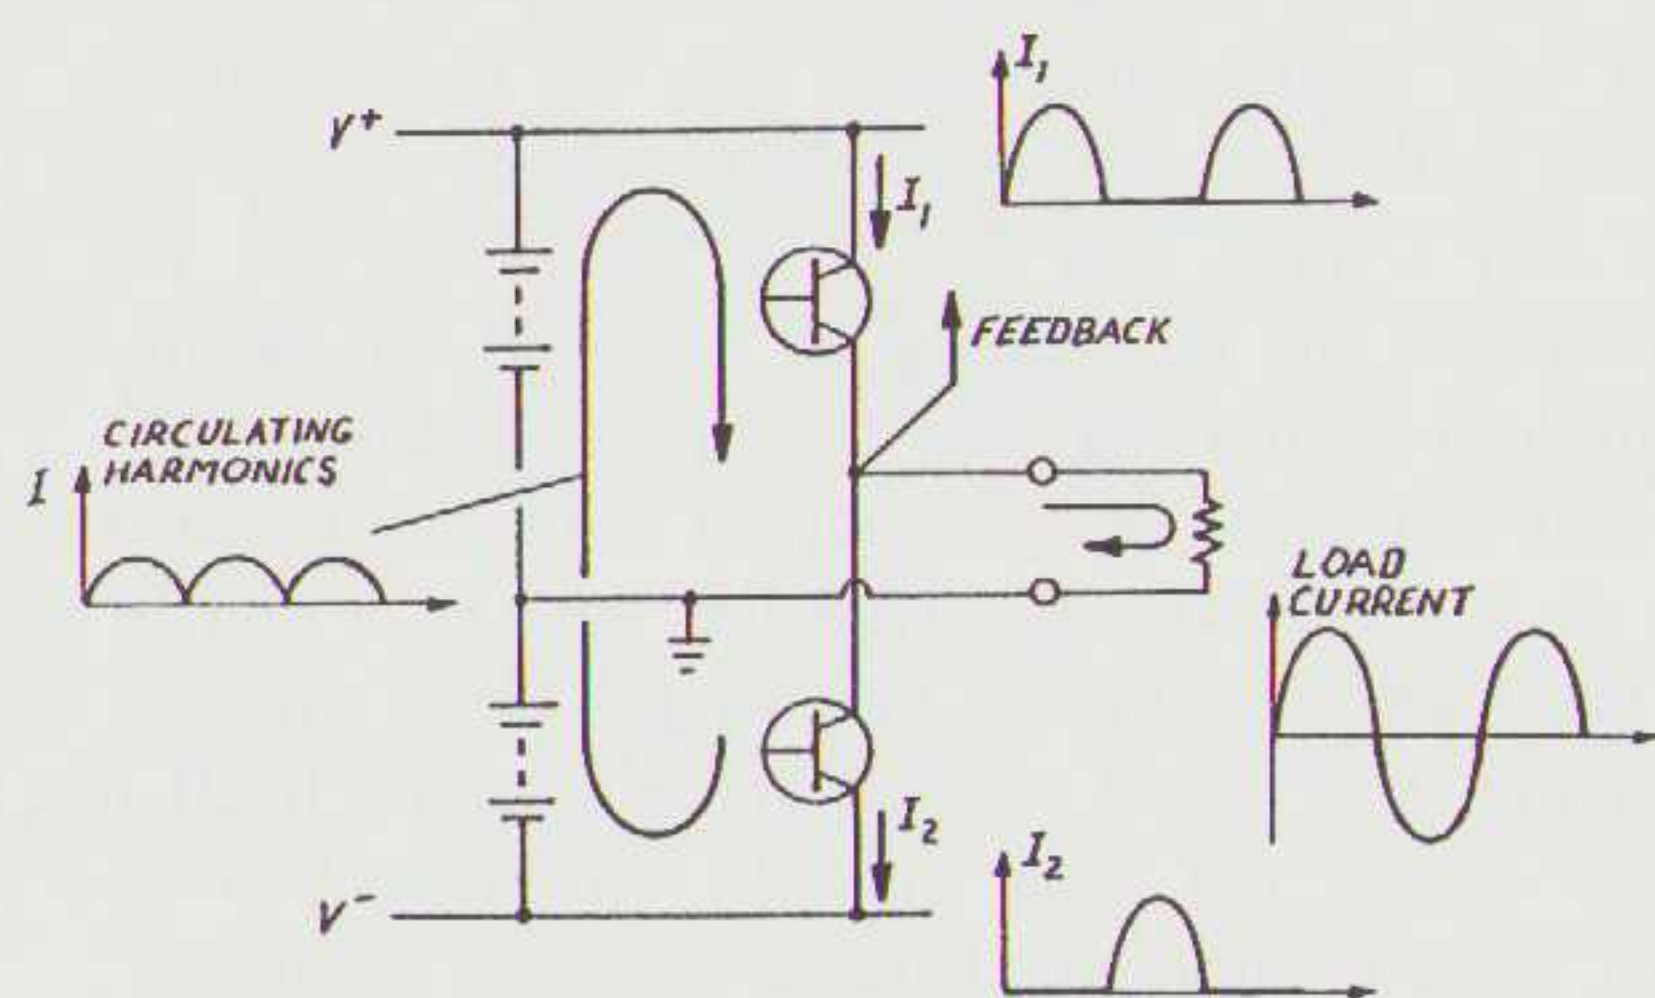 I₁
V⁺
I₁
FEEDBACK
CIRCULATING
HARMONICS
I
LOAD
CURRENT
I₂
I₂
V⁻